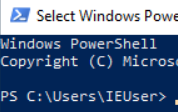 Select Windows Powe
Windows PowerShell
Copyright (C) Micros
PS C:\Users\IEUser>